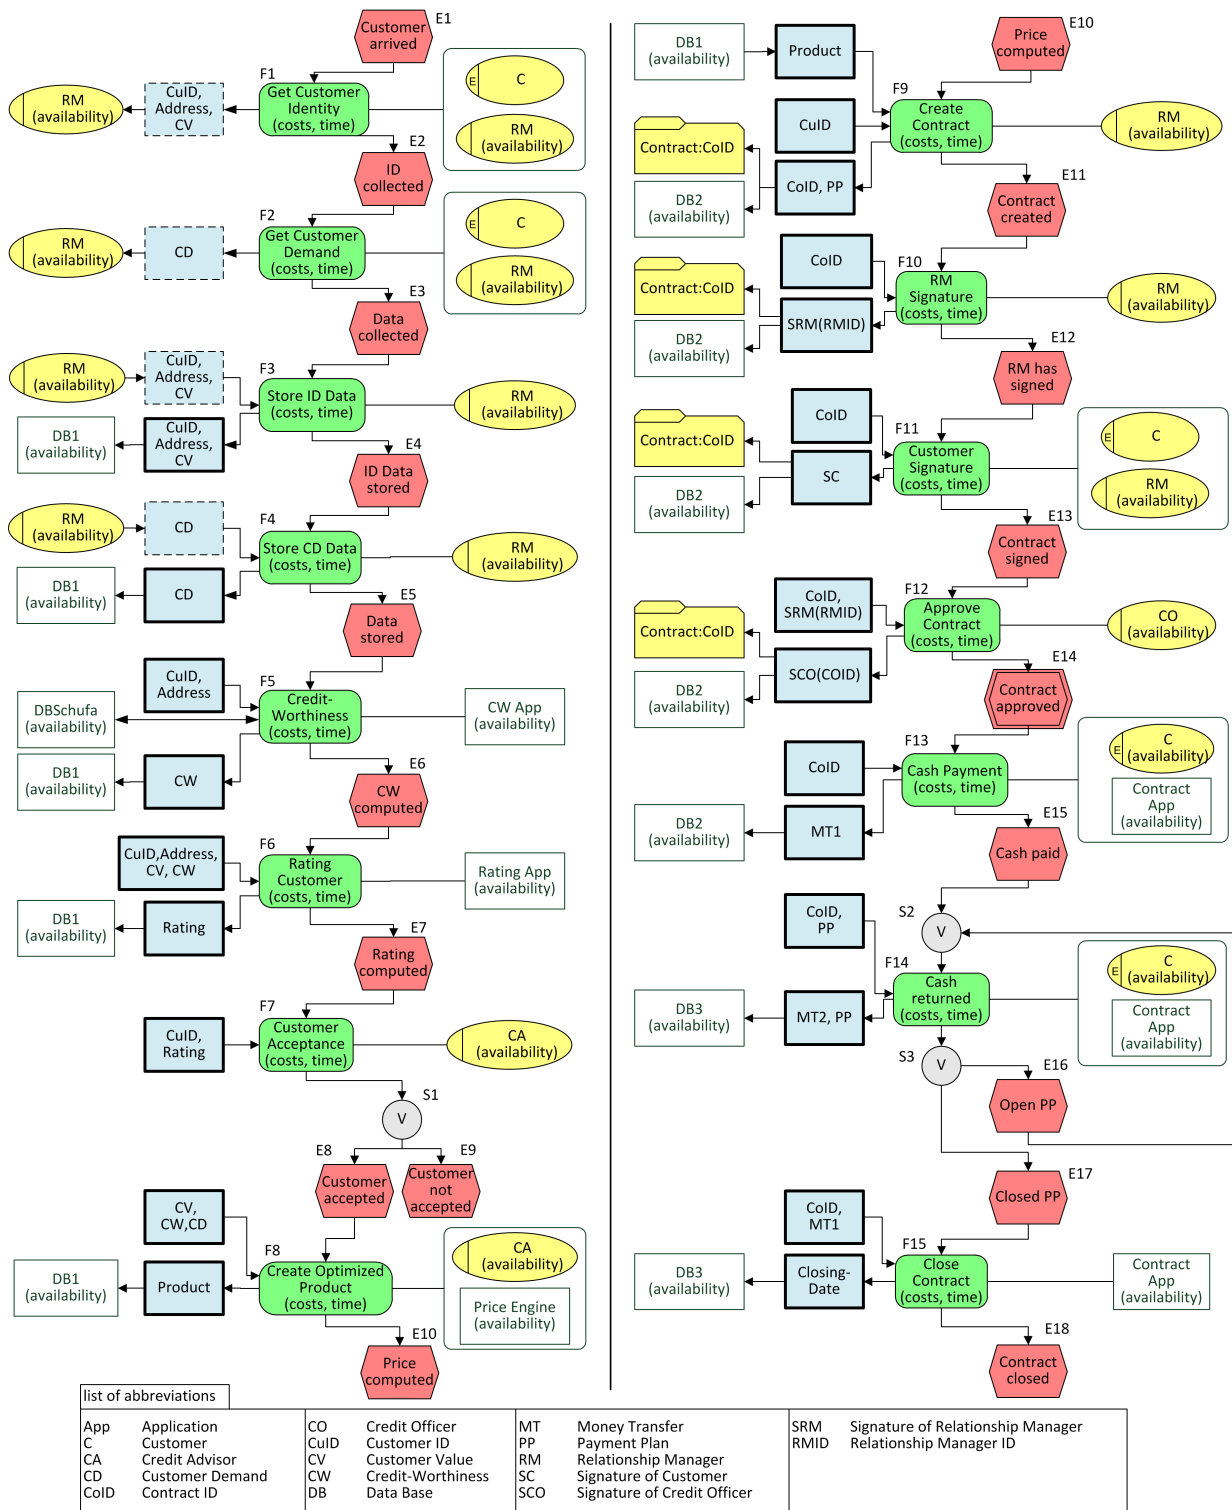 E1
Customer
arrived
F1
Get Customer
Identity
(costs, time)
CuID,
Address,
CV
RM
(availability)
E
C
RM
(availability)
E2
ID
collected
F2
Get Customer
Demand
(costs, time)
CD
RM
(availability)
E
C
RM
(availability)
E3
Data
collected
F3
Store ID Data
(costs, time)
RM
(availability)
CuID,
Address,
CV
DB1
(availability)
CuID,
Address,
CV
RM
(availability)
E4
ID Data
stored
F4
Store CD Data
(costs, time)
RM
(availability)
CD
DB1
(availability)
CD
RM
(availability)
E5
Data
stored
F5
Credit-
Worthiness
(costs, time)
CuID,
Address
DBSchufa
(availability)
DB1
(availability)
CW
CW App
(availability)
E6
CW
computed
F6
Rating
Customer
(costs, time)
CuID,Address,
CV, CW
DB1
(availability)
Rating
Rating App
(availability)
E7
Rating
computed
F7
Customer
Acceptance
(costs, time)
CuID,
Rating
CA
(availability)
S1
V
E8
Customer
accepted
E9
Customer
not
accepted
CV,
CW,CD
F8
Create Optimized
Product
(costs, time)
DB1
(availability)
Product
CA
(availability)
Price Engine
(availability)
E10
Price
computed
E10
Price
computed
DB1
(availability)
Product
F9
Create
Contract
(costs, time)
CuID
Contract:CoID
CoID, PP
DB2
(availability)
RM
(availability)
E11
Contract
created
F10
RM
Signature
(costs, time)
CoID
Contract:CoID
SRM(RMID)
DB2
(availability)
RM
(availability)
E12
RM has
signed
F11
Customer
Signature
(costs, time)
CoID
Contract:CoID
SC
DB2
(availability)
E
C
RM
(availability)
E13
Contract
signed
F12
Approve
Contract
(costs, time)
CoID,
SRM(RMID)
Contract:CoID
SCO(COID)
DB2
(availability)
CO
(availability)
E14
Contract
approved
F13
Cash Payment
(costs, time)
CoID
DB2
(availability)
MT1
E
C
(availability)
Contract
App
(availability)
E15
Cash paid
S2
V
F14
Cash
returned
(costs, time)
CoID,
PP
DB3
(availability)
MT2, PP
E
C
(availability)
Contract
App
(availability)
S3
V
E16
Open PP
E17
Closed PP
F15
Close
Contract
(costs, time)
CoID,
MT1
DB3
(availability)
Closing-
Date
Contract
App
(availability)
E18
Contract
closed
list of abbreviations
App Application
C Customer
CA Credit Advisor
CD Customer Demand
CoID Contract ID
CO Credit Officer
CuID Customer ID
CV Customer Value
CW Credit-Worthiness
DB Data Base
MT Money Transfer
PP Payment Plan
RM Relationship Manager
SC Signature of Customer
SCO Signature of Credit Officer
SRM Signature of Relationship Manager
RMID Relationship Manager ID